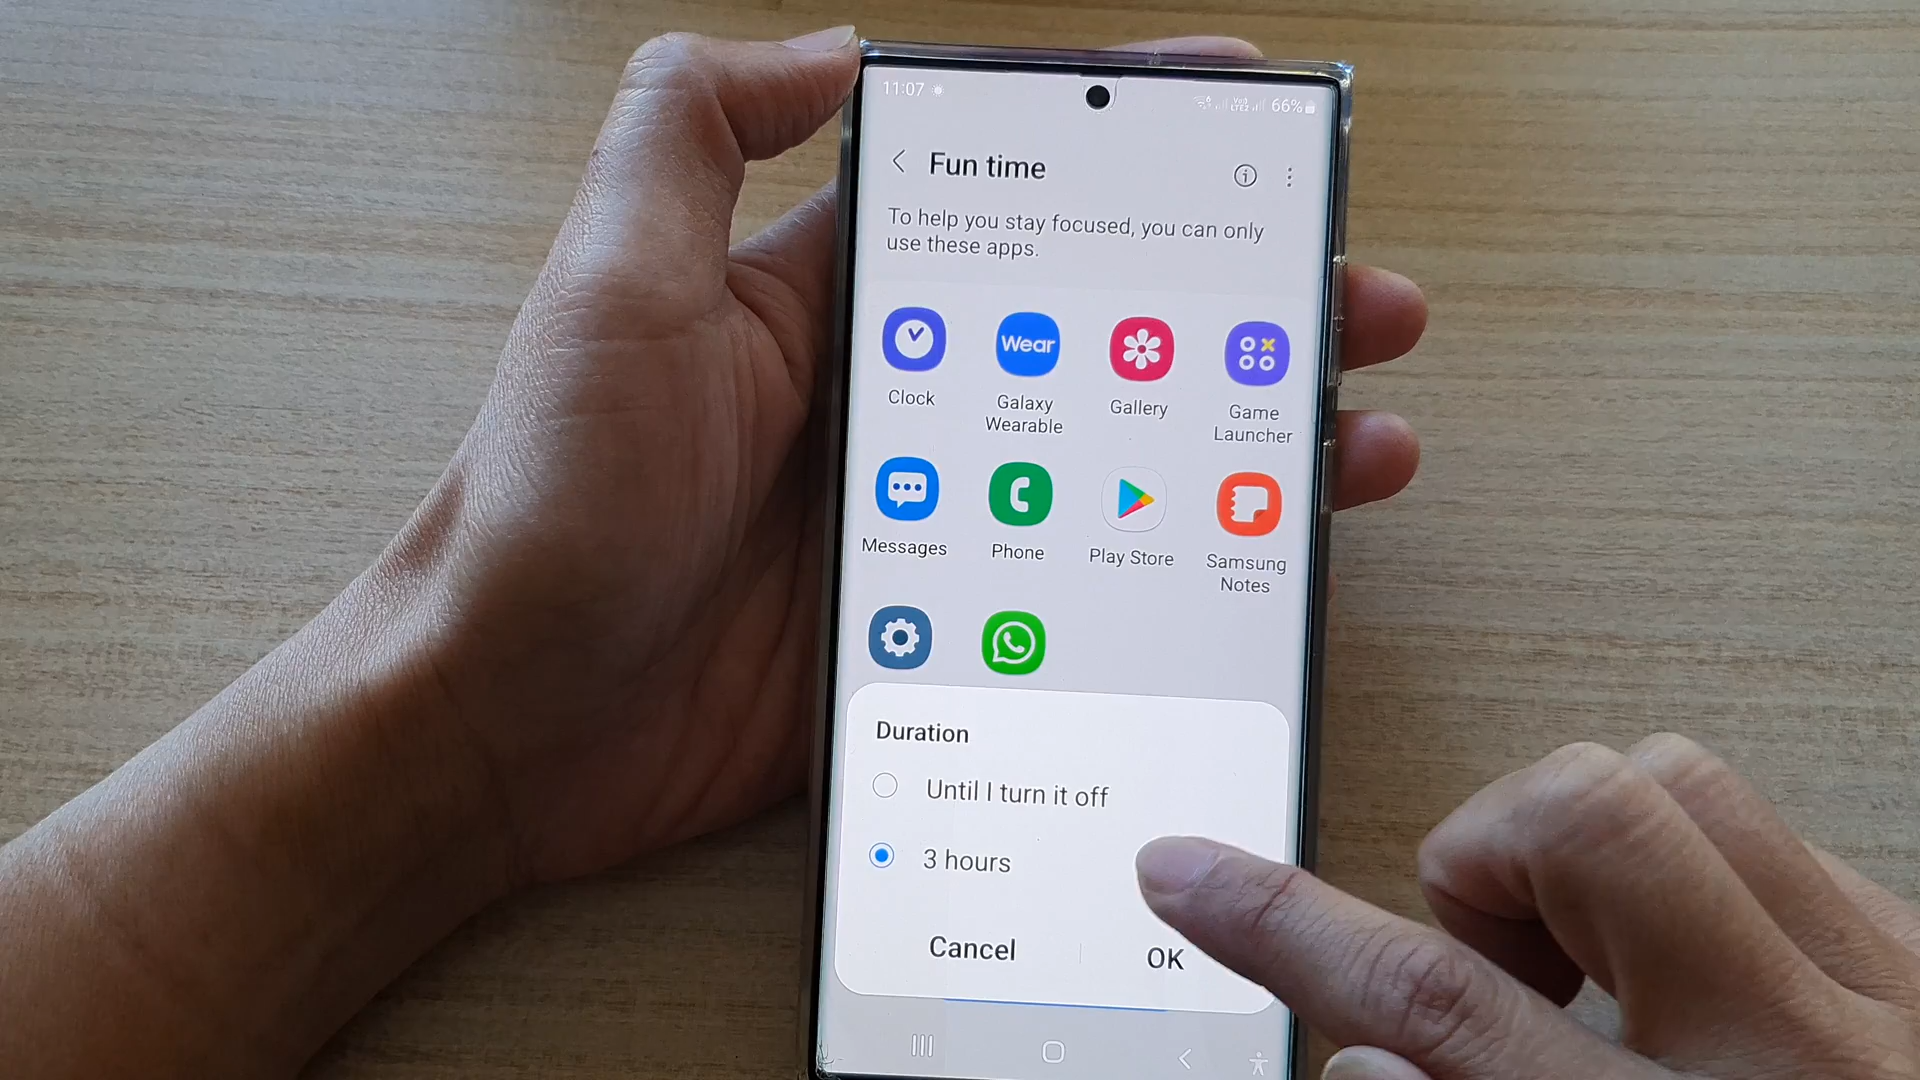 11:07
66%
Fun time
To help you stay focused, you can only
use these apps.
Wear
Clock
Galaxy
Wearable
Gallery
Game
Launcher
Messages
Phone
Play Store
Samsung
Notes
Duration
Until I turn it off
3 hours
Cancel
OK